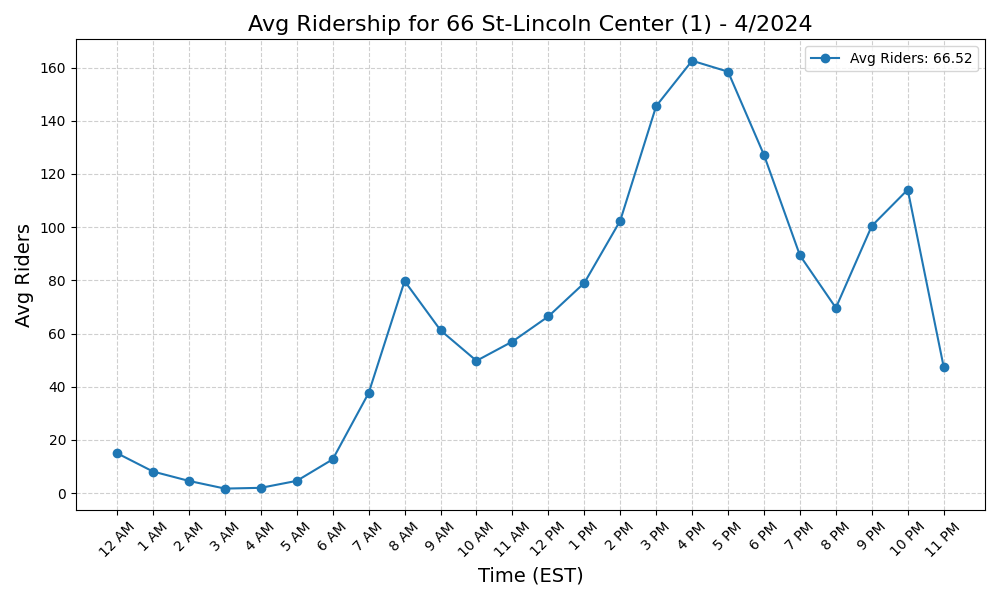 Avg Ridership for 66 St-Lincoln Center (1) - 4/2024
Avg Riders: 66.52
160
140
120
100
80
60
40
20
0
Avg Riders
12 AM
1 AM
2 AM
3 AM
4 AM
5 AM
6 AM
7 AM
8 AM
9 AM
10 AM
11 AM
12 PM
1 PM
2 PM
3 PM
4 PM
5 PM
6 PM
7 PM
8 PM
9 PM
10 PM
11 PM
Time (EST)